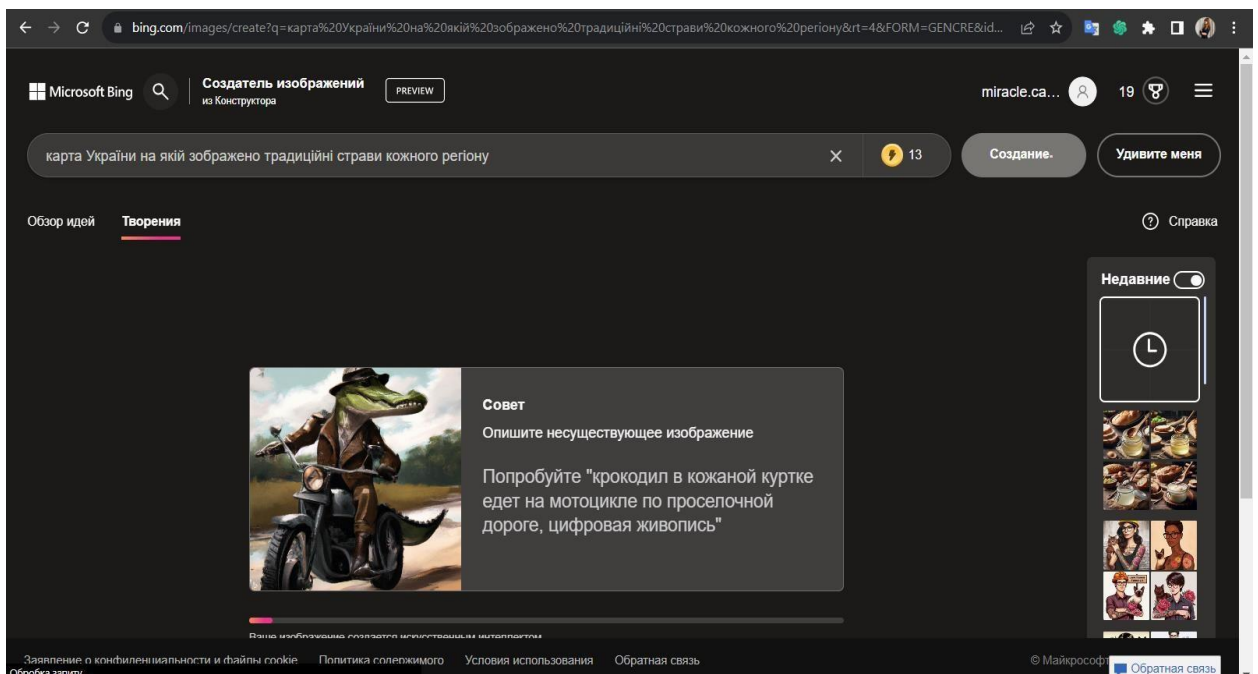 bing.com/images/create?q=карта%20України%20на%20якій%20зображено%20традиційні%20страви%20кожного%20регіону&rt=4&FORM=GENCRE&id...
Microsoft Bing
Создатель изображений
из Конструктора
PREVIEW
miracle.ca...
19
карта України на якій зображено традиційні страви кожного регіону
13
Создание.
Удивите меня
Обзор идей
Творения
Справка
Недавние
Совет
Опишите несуществующее изображение
Попробуйте "крокодил в кожаной куртке
едет на мотоцикле по проселочной
дороге, цифровая живопись"
Ваше изображение создается искусственным интеллектом
Заявление о конфиденциальности и файлы cookie
Политика содержимого
Условия использования
Обратная связь
© Майкрософт
Обратная связь
Обробка запиту